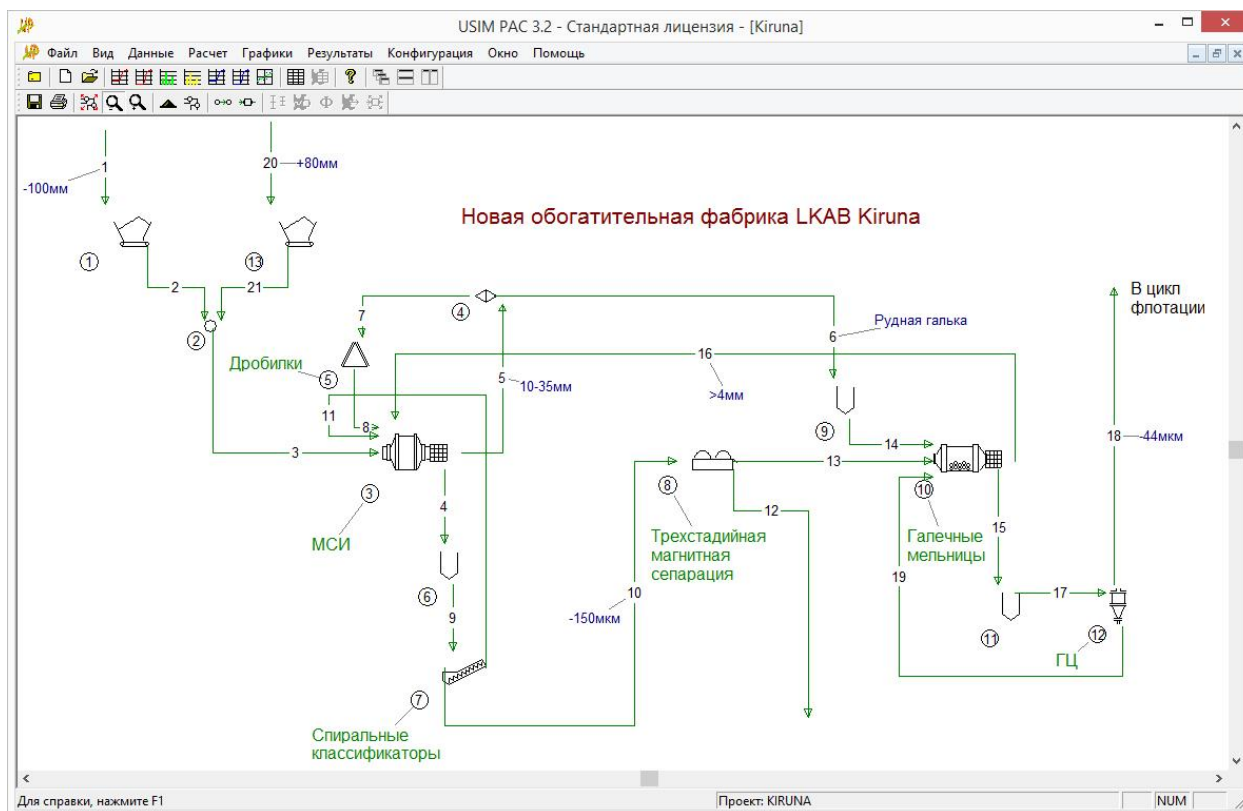 USIM PAC 3.2 - Стандартная лицензия - [Kiruna]
Файл Вид Данные Расчет Графики Результаты Конфигурация Окно Помощь
1
20
+80мм
-100мм
Новая обогатительная фабрика LKAB Kiruna
1
13
2
21
В цикл
флотации
4
7
2
6
Рудная галька
Дробилки
5
16
5
10-35мм
>4мм
11
8
9
14
18
-44мкм
3
13
3
8
10
4
12
15
МСИ
Трехстадийная
магнитная
сепарация
Галечные
мельницы
19
6
10
17
9
-150мкм
11
12
ГЦ
7
Спиральные
классификаторы
Для справки, нажмите F1
Проект: KIRUNA
NUM